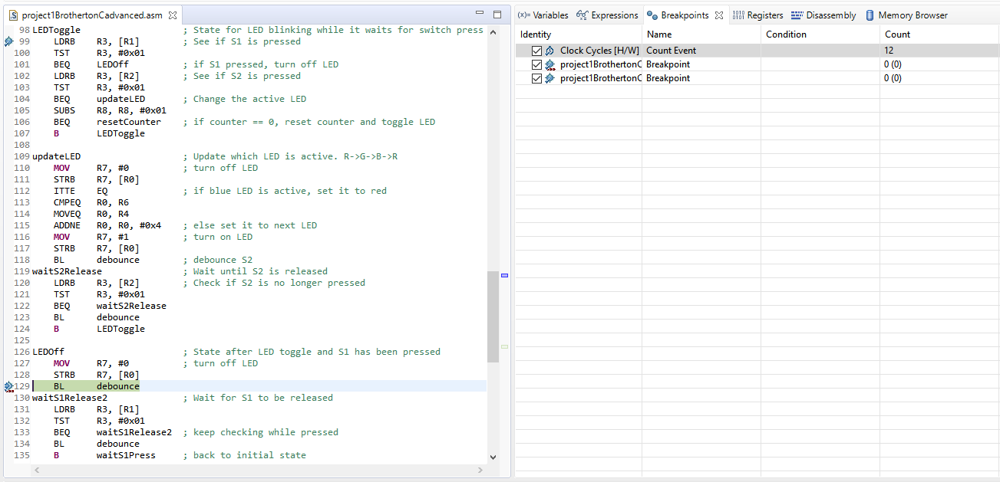 project1BrothertonCadvanced.asm
98 LEDToggle ; State for LED blinking while it waits for switch press
99 LDRB R3, [R1] ; See if S1 is pressed
100 TST R3, #0x01
101 BEQ LEDOff ; if S1 pressed, turn off LED
102 LDRB R3, [R2] ; See if S2 is pressed
103 TST R3, #0x01
104 BEQ updateLED ; Change the active LED
105 SUBS R8, R8, #0x01
106 BEQ resetCounter ; if counter == 0, reset counter and toggle LED
107 B LEDToggle
108
109 updateLED ; Update which LED is active. R->G->B->R
110 MOV R7, #0 ; turn off LED
111 STRB R7, [R0]
112 ITTE EQ ; if blue LED is active, set it to red
113 CMPEQ R0, R6
114 MOVEQ R0, R4
115 ADDNE R0, R0, #0x4 ; else set it to next LED
116 MOV R7, #1 ; turn on LED
117 STRB R7, [R0]
118 BL debounce ; debounce S2
119 waitS2Release ; Wait until S2 is released
120 LDRB R3, [R2] ; Check if S2 is no longer pressed
121 TST R3, #0x01
122 BEQ waitS2Release
123 BL debounce
124 B LEDToggle
125
126 LEDOff ; State after LED toggle and S1 has been pressed
127 MOV R7, #0 ; turn off LED
128 STRB R7, [R0]
129 BL debounce
130 waitS1Release2 ; Wait for S1 to be released
131 LDRB R3, [R1]
132 TST R3, #0x01
133 BEQ waitS1Release2 ; keep checking while pressed
134 BL debounce
135 B waitS1Press ; back to initial state
(x)= Variables Expressions Breakpoints Registers Disassembly Memory Browser
Identity Name Condition Count
Clock Cycles [H/W] Count Event 12
project1BrothertonC Breakpoint 0 (0)
project1BrothertonC Breakpoint 0 (0)